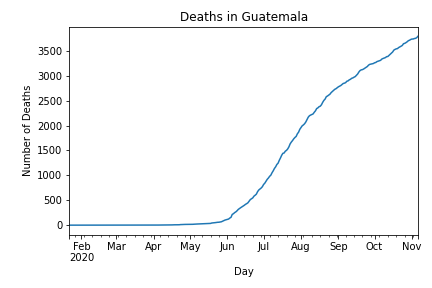 Deaths in Guatemala
Number of Deaths
3500
3000
2500
2000
1500
1000
500
0
Feb Mar Apr May Jun Jul Aug Sep Oct Nov
2020
Day